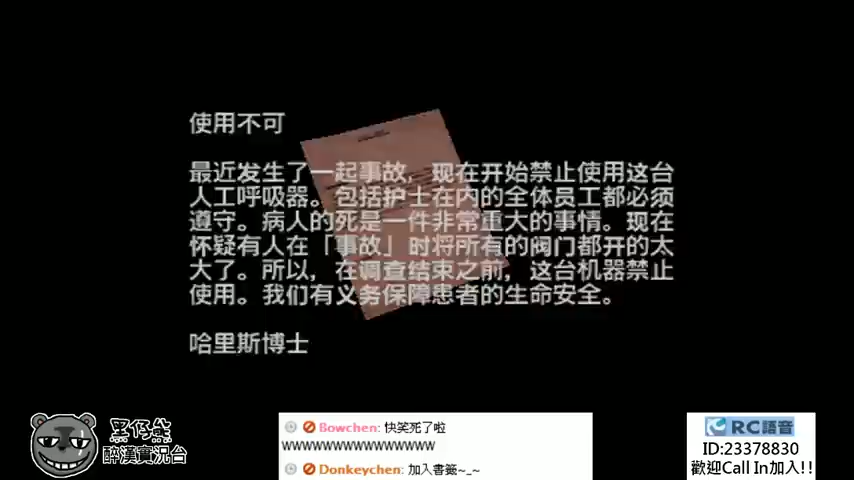 使用不可
最近发生了一起事故，现在开始禁止使用这台
人工呼吸器。包括护士在内的全体员工都必须
遵守。病人的死是一件非常重大的事情。现在
怀疑有人在「事故」时将所有的阀门都开的太
大了。所以，在调查结束之前，这台机器禁止
使用。我们有义务保障患者的生命安全。
哈里斯博士
黑仔熊
醉漢實況台
Bowchen: 快笑死了啦
WWWWWWWWWWWWWWW
Donkeychen: 加入書籤~_~
RC語音
ID:23378830
歡迎Call In加入!!